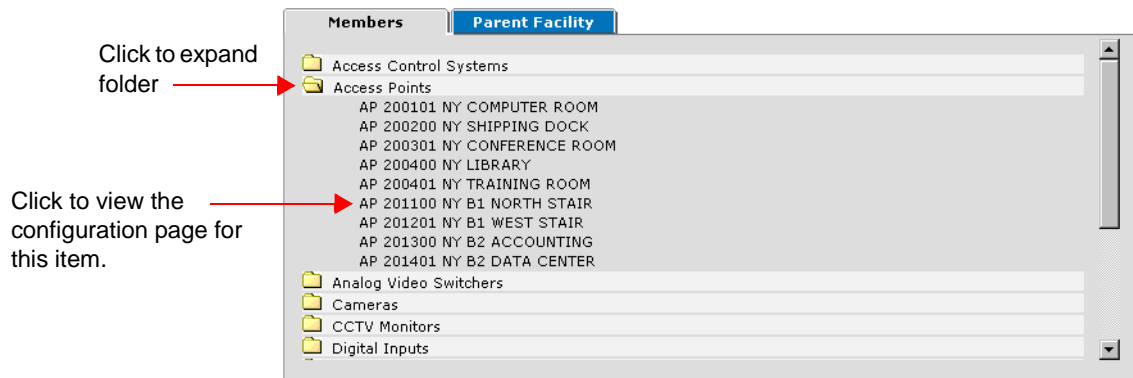 Members
Parent Facility
Click to expand
folder
Access Control Systems
Access Points
AP 200101 NY COMPUTER ROOM
AP 200200 NY SHIPPING DOCK
AP 200301 NY CONFERENCE ROOM
AP 200400 NY LIBRARY
AP 200401 NY TRAINING ROOM
AP 201100 NY B1 NORTH STAIR
AP 201201 NY B1 WEST STAIR
AP 201300 NY B2 ACCOUNTING
AP 201401 NY B2 DATA CENTER
Click to view the
configuration page for
this item.
Analog Video Switchers
Cameras
CCTV Monitors
Digital Inputs